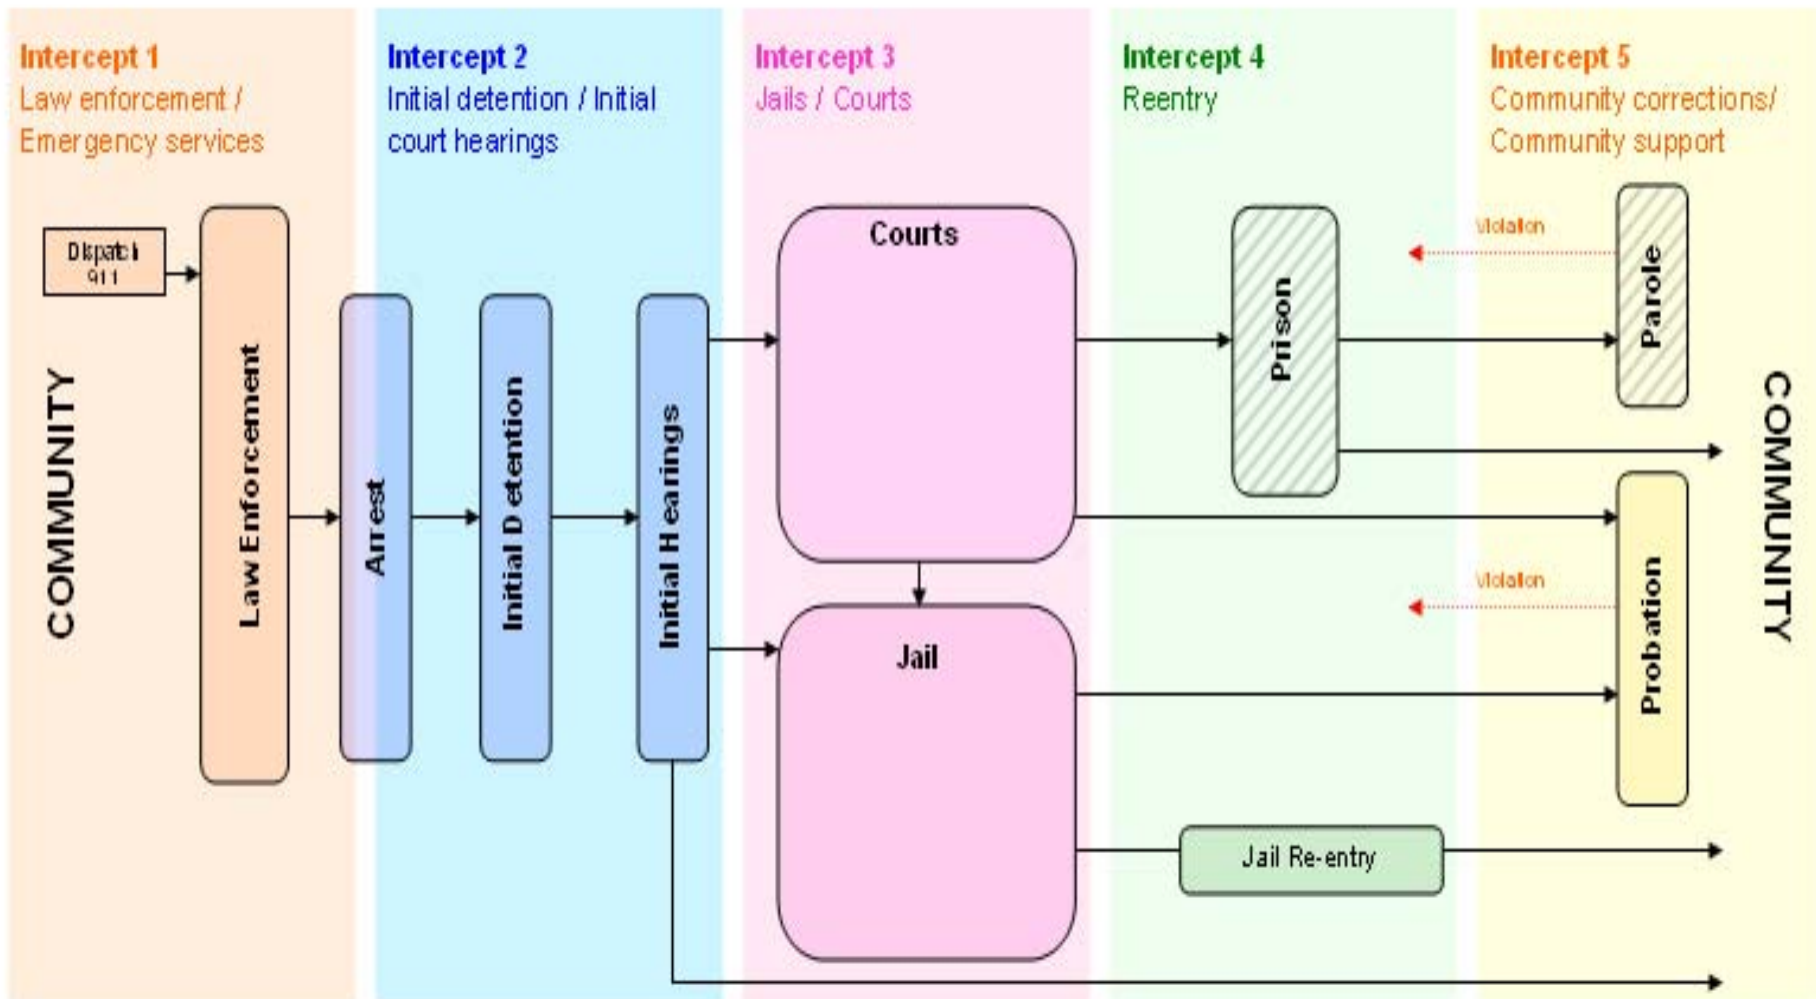 Intercept 1
Law enforcement /
Emergency services
Intercept 2
Initial detention / Initial
court hearings
Intercept 3
Jails / Courts
Intercept 4
Reentry
Intercept 5
Community corrections/
Community support
Dispatch
911
COMMUNITY
Law Enforcement
Arrest
Initial Detention
Initial Hearings
Courts
Jail
Prison
Jail Re-entry
Violation
Parole
Violation
Probation
COMMUNITY